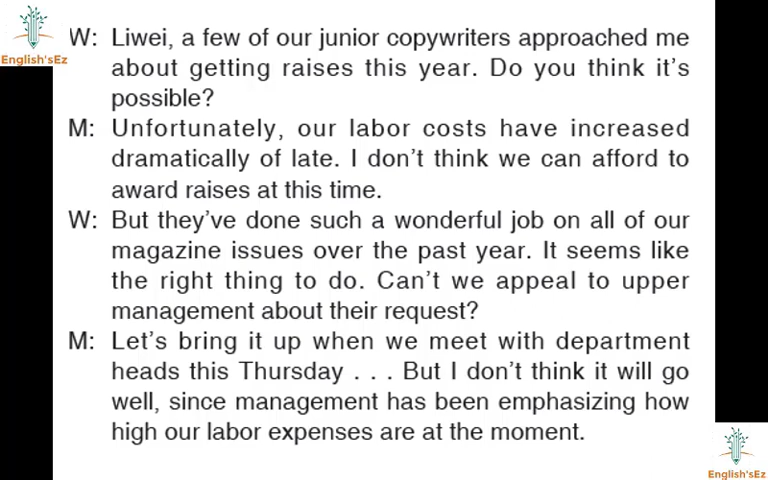 W: Liwei, a few of our junior copywriters approached me
about getting raises this year. Do you think it's
possible?
M: Unfortunately, our labor costs have increased
dramatically of late. I don't think we can afford to
award raises at this time.
W: But they've done such a wonderful job on all of our
magazine issues over the past year. It seems like
the right thing to do. Can't we appeal to upper
management about their request?
M: Let's bring it up when we meet with department
heads this Thursday . . . But I don't think it will go
well, since management has been emphasizing how
high our labor expenses are at the moment.
English'sEz
English'sEz